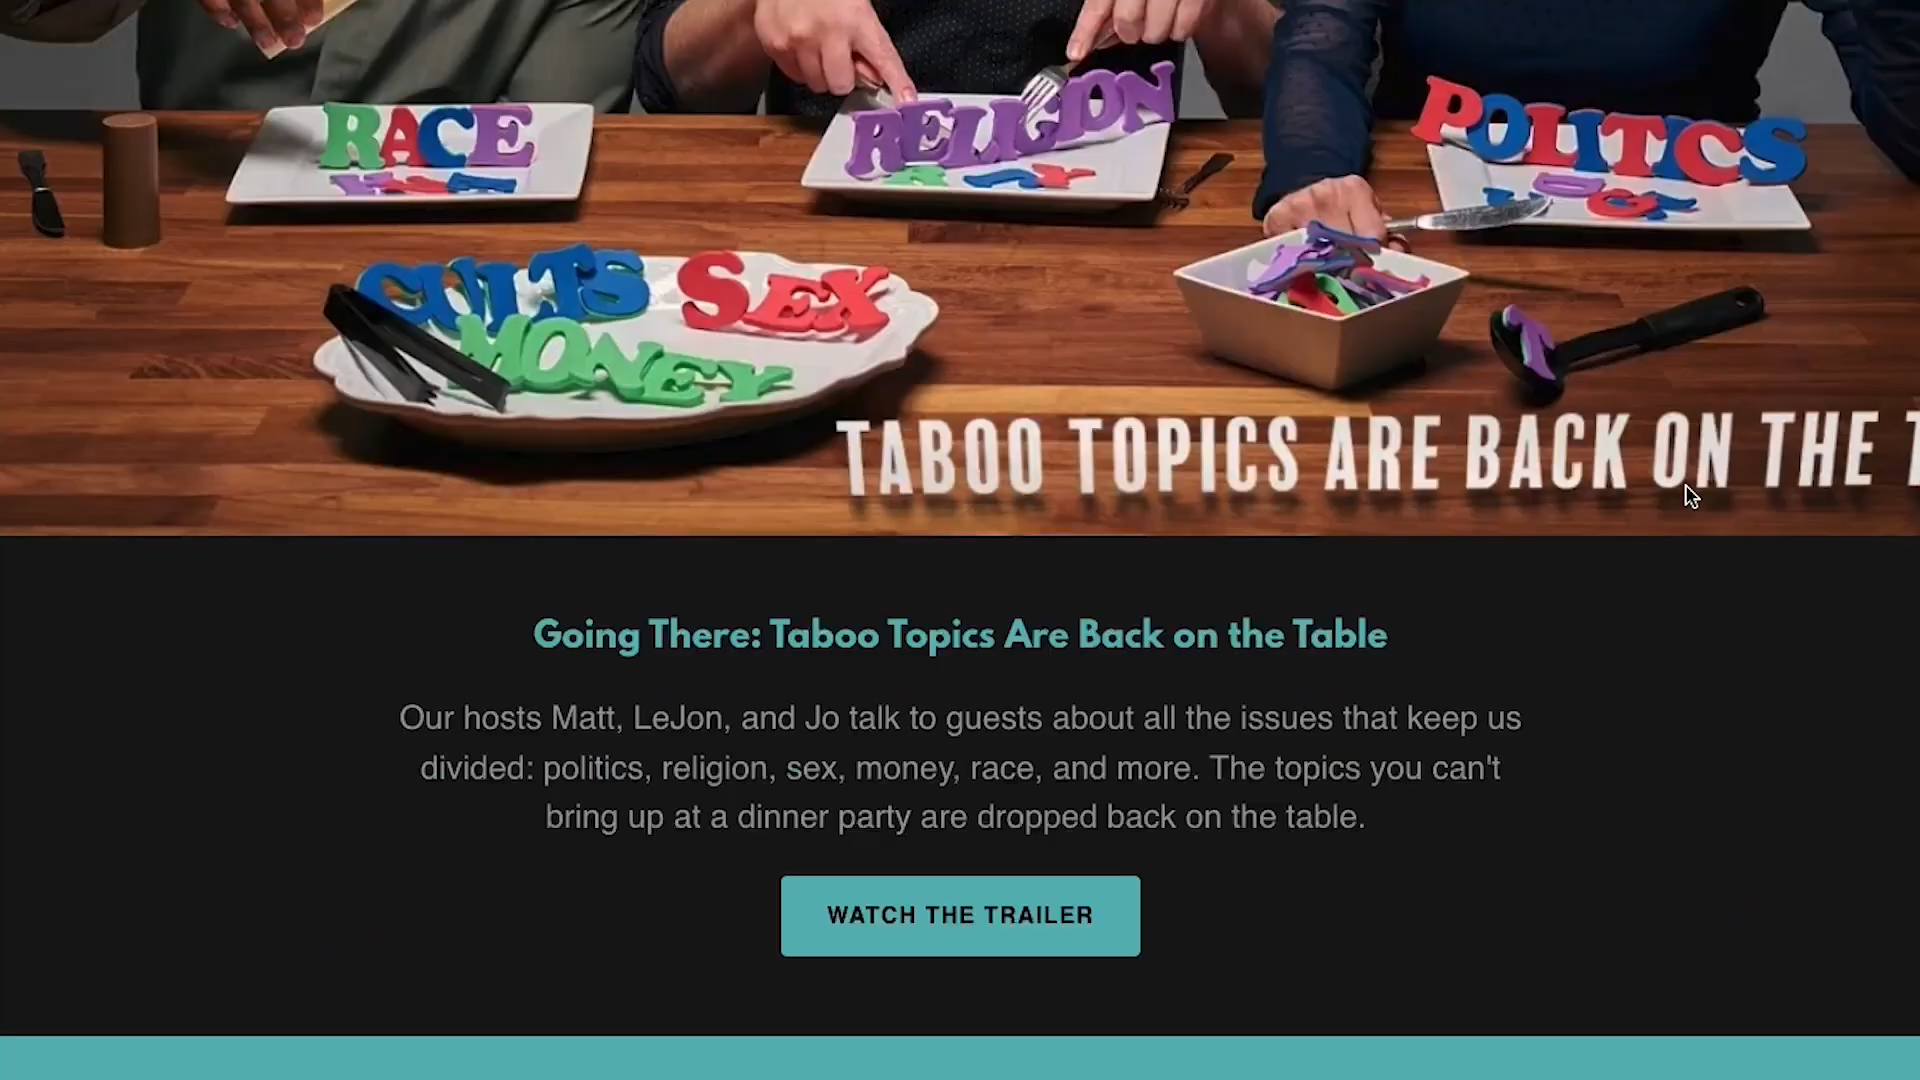 RACE
RELIGION
POLITICS
CULTS SEX
MONEY
TABOO TOPICS ARE BACK ON THE T
Going There: Taboo Topics Are Back on the Table
Our hosts Matt, LeJon, and Jo talk to guests about all the issues that keep us
divided: politics, religion, sex, money, race, and more. The topics you can't
bring up at a dinner party are dropped back on the table.
WATCH THE TRAILER